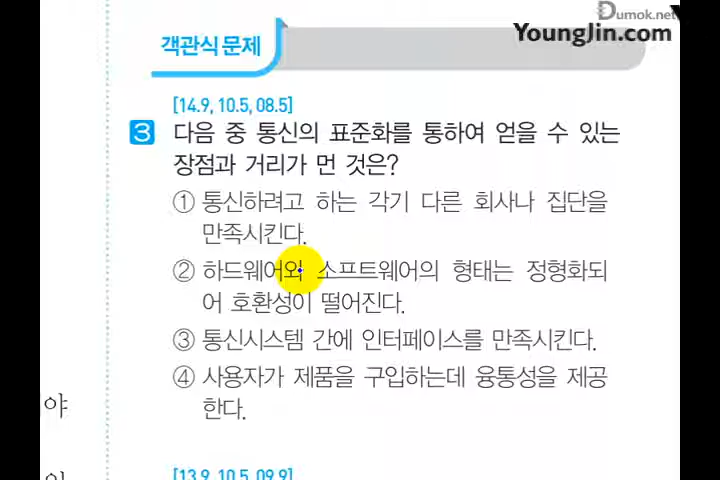 Dumok.net
YoungJin.com
객관식 문제
[14.9, 10.5, 08.5]
3 다음 중 통신의 표준화를 통하여 얻을 수 있는
장점과 거리가 먼 것은?
① 통신하려고 하는 각기 다른 회사나 집단을
만족시킨다.
② 하드웨어와 소프트웨어의 형태는 정형화되
어 호환성이 떨어진다.
③ 통신시스템 간에 인터페이스를 만족시킨다.
④ 사용자가 제품을 구입하는데 융통성을 제공
한다.
야
[13.9, 10.5, 09.9]